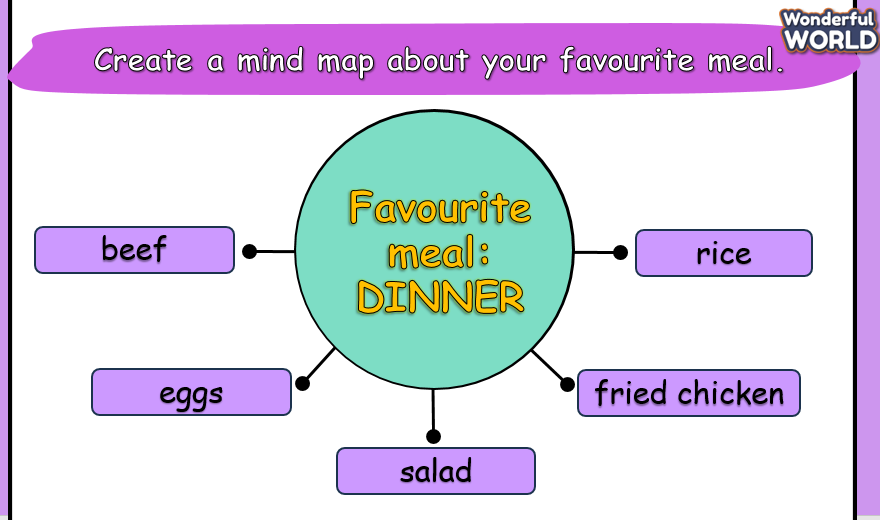 Wonderful
WORLD
Create a mind map about your favourite meal.
Favourite
meal:
DINNER
beef
rice
eggs
fried chicken
salad